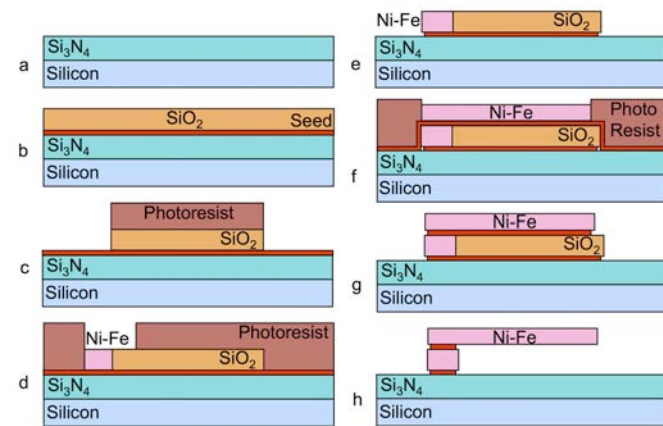 a
Si₃N₄
Silicon
b
SiO₂
Seed
Si₃N₄
Silicon
c
Photoresist
SiO₂
Si₃N₄
Silicon
d
Ni-Fe
Photoresist
SiO₂
Si₃N₄
Silicon
e
Ni-Fe
SiO₂
Si₃N₄
Silicon
f
Ni-Fe
Photo
Resist
SiO₂
Si₃N₄
Silicon
g
Ni-Fe
SiO₂
Si₃N₄
Silicon
h
Ni-Fe
Si₃N₄
Silicon